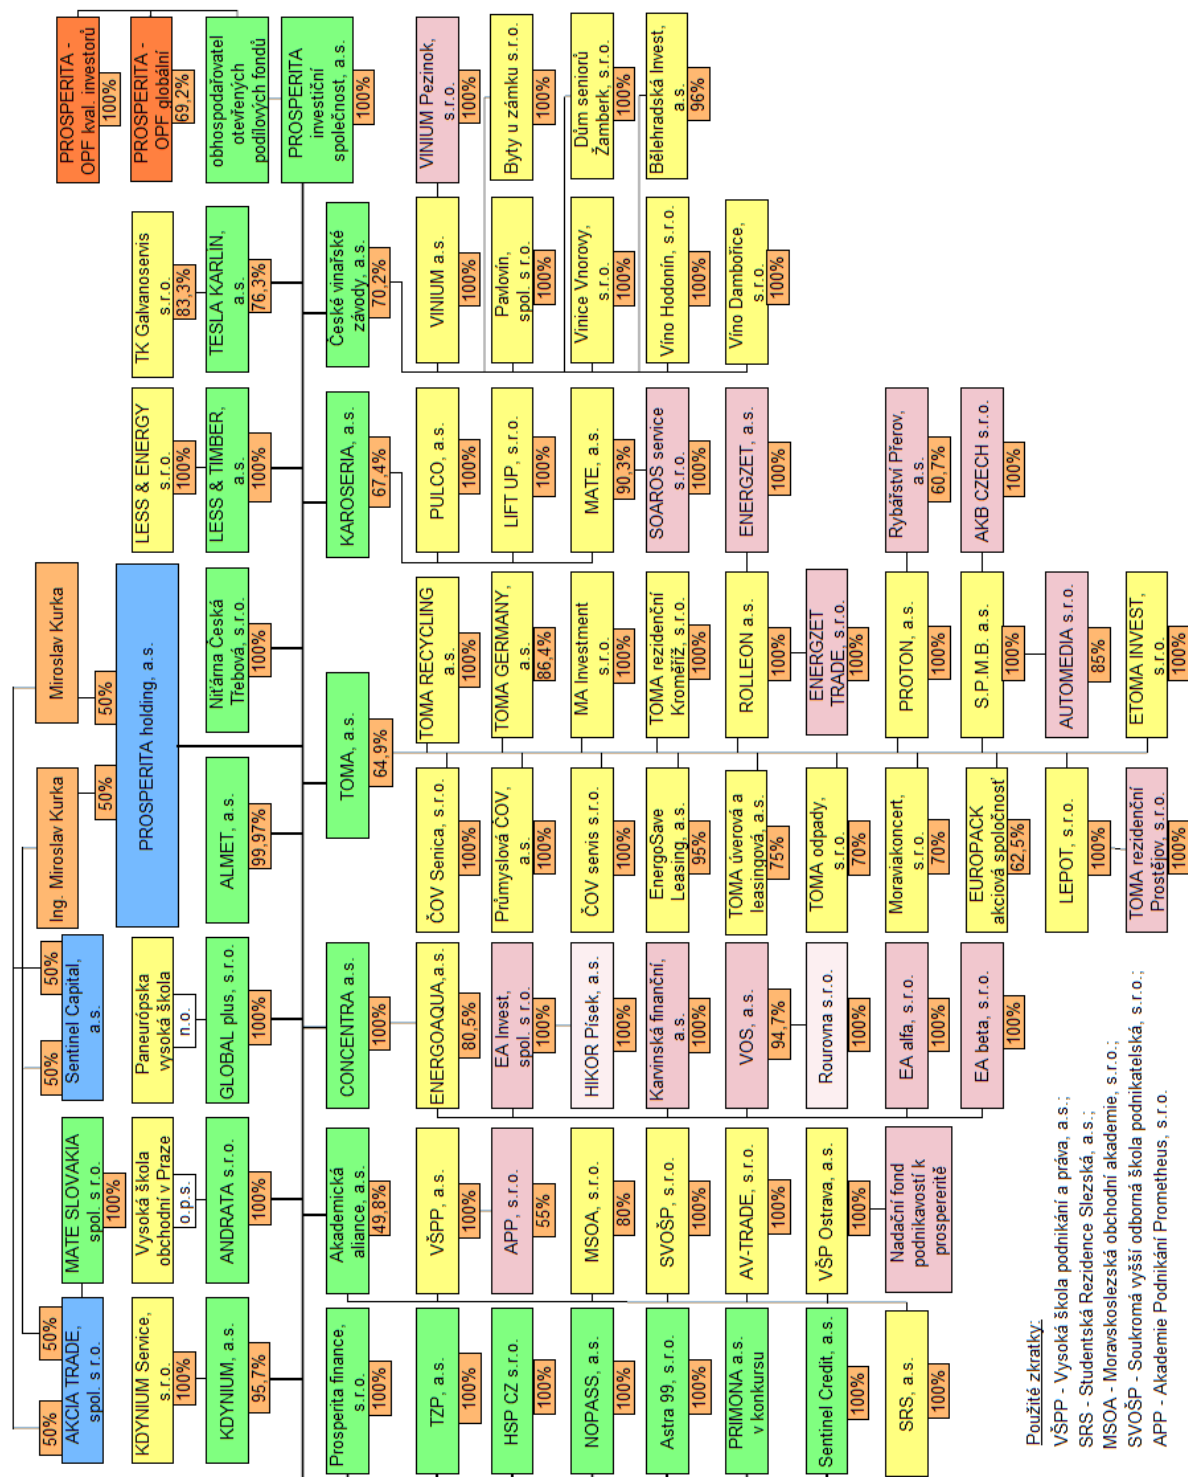 Ing. Miroslav Kurka
Miroslav Kurka
50%
50%
50%
50%
50%
50%
AKCIA TRADE,
spol. s r.o.
MATE SLOVAKIA
spol. s r.o.
100%
Sentinel Capital,
a.s.
PROSPERITA holding, a.s.
PROSPERITA -
OPF kval. investorů
100%
KDYNIUM Service,
s.r.o.
100%
Vysoká škola
obchodní v Praze
o.p.s.
Paneurópska
vysoká škola
n.o.
LESS & ENERGY
s.r.o.
100%
TK Galvanoservis
s.r.o.
83,3%
PROSPERITA -
OPF globální
69,2%
KDYNIUM, a.s.
95,7%
ANDRATA s.r.o.
100%
GLOBAL plus, s.r.o.
100%
ALMET, a.s.
99,97%
Niťárna Česká
Třebová, s.r.o.
100%
LESS & TIMBER,
a.s.
100%
TESLA KARLÍN,
a.s.
76,3%
obhospodařovatel
otevřených
podílových fondů
PROSPERITA
investiční
společnost, a.s.
100%
Prosperita finance,
s.r.o.
100%
Akademická
aliance, a.s.
49,8%
CONCENTRA a.s.
100%
TOMA, a.s.
64,9%
KAROSERIA, a.s.
67,4%
České vinařské
závody, a.s.
70,2%
TZP, a.s.
100%
VŠPP, a.s.
100%
ENERGOAQUA,a.s.
80,5%
ČOV Senica, s.r.o.
100%
TOMA RECYCLING
a.s.
100%
PULCO, a.s.
100%
VINIUM a.s.
100%
VINIUM Pezinok,
s.r.o.
100%
HSP CZ s.r.o.
100%
APP, s.r.o.
55%
EA Invest,
spol. s r.o.
100%
Průmyslová ČOV,
a.s.
100%
TOMA GERMANY,
a.s.
86,4%
LIFT UP, s.r.o.
100%
Pavlovín,
spol. s r.o.
100%
Byty u zámku s.r.o.
100%
NOPASS, a.s.
100%
MSOA, s.r.o.
80%
HIKOR Písek, a.s.
100%
ČOV servis s.r.o.
100%
MA Investment
s.r.o.
100%
MATE, a.s.
90,3%
Vinice Vnorovy,
s.r.o.
100%
Dům seniorů
Žamberk, s.r.o.
100%
Astra 99, s.r.o.
100%
SVOŠP, s.r.o.
100%
Karvinská finanční,
a.s.
100%
EnergoSave
Leasing, a.s.
95%
TOMA rezidenční
Kroměříž, s.r.o.
100%
SOAROS service
s.r.o.
100%
Víno Hodonín, s.r.o.
100%
Bělehradská Invest,
a.s.
96%
PRIMONA a.s.
v konkursu
AV-TRADE, s.r.o.
100%
VOS, a.s.
94,7%
TOMA úverová a
leasingová, a.s.
75%
ROLLEON a.s.
100%
ENERGZET, a.s.
100%
Víno Dambořice,
s.r.o.
100%
Sentinel Credit, a.s.
100%
VŠP Ostrava, a.s.
100%
Rourovna s.r.o.
100%
TOMA odpady,
s.r.o.
70%
ENERGZET
TRADE, s.r.o.
100%
SRS, a.s.
100%
Nadační fond
podnikavostí k
prosperitě
EA alfa, s.r.o.
100%
Moraviakoncert,
s.r.o.
70%
PROTON, a.s.
100%
Rybářství Přerov,
a.s.
60,7%
EA beta, s.r.o.
100%
EUROPACK
akciová spoločnosť
62,5%
S.P.M.B. a.s.
100%
AKB CZECH s.r.o.
100%
LEPOT, s.r.o.
100%
AUTOMEDIA s.r.o.
85%
TOMA rezidenční
Prostějov, s.r.o.
100%
ETOMA INVEST,
s.r.o.
100%
Použité zkratky:
VŠPP - Vysoká škola podnikání a práva, a.s.;
SRS - Studentská Rezidence Slezská, a.s.;
MSOA - Moravskoslezská obchodní akademie, s.r.o.;
SVOŠP - Soukromá vyšší odborná škola podnikatelská, s.r.o.;
APP - Akademie Podnikání Prometheus, s.r.o.